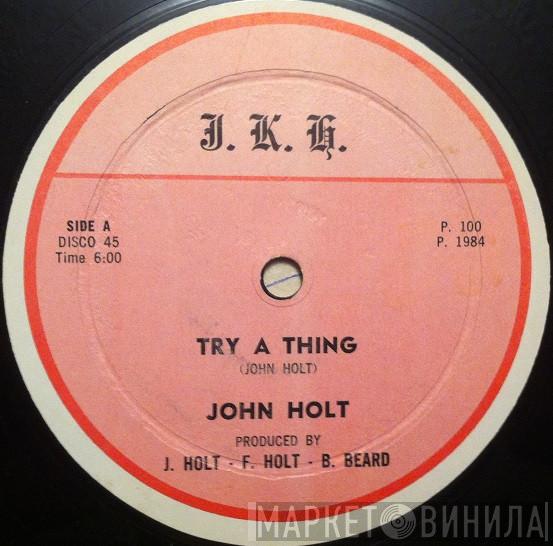 J. K. H.
SIDE A
DISCO 45
Time 6:00
P. 100
P. 1984
TRY A THING
(JOHN HOLT)
JOHN HOLT
PRODUCED BY
J. HOLT - F. HOLT - B. BEARD
МАРКЕТ ВИНИЛА